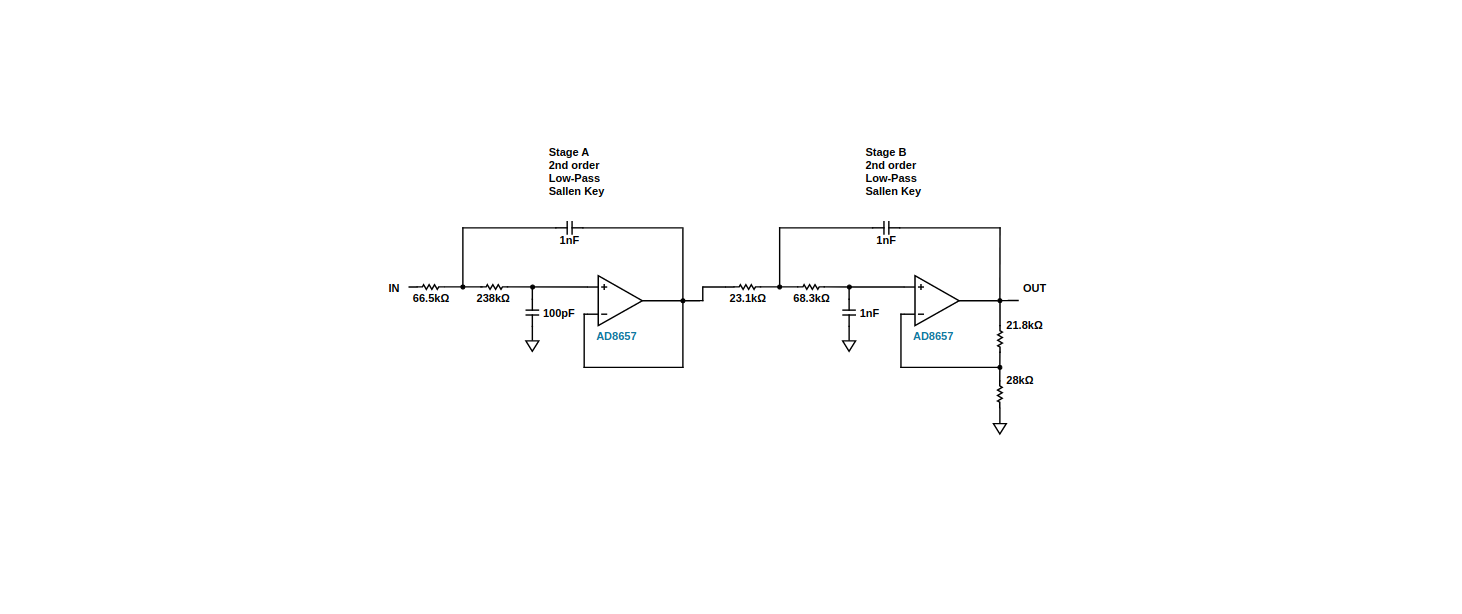 Stage A
2nd order
Low-Pass
Sallen Key
Stage B
2nd order
Low-Pass
Sallen Key
1nF
1nF
IN
66.5kΩ
238kΩ
100pF
AD8657
23.1kΩ
68.3kΩ
1nF
AD8657
OUT
21.8kΩ
28kΩ